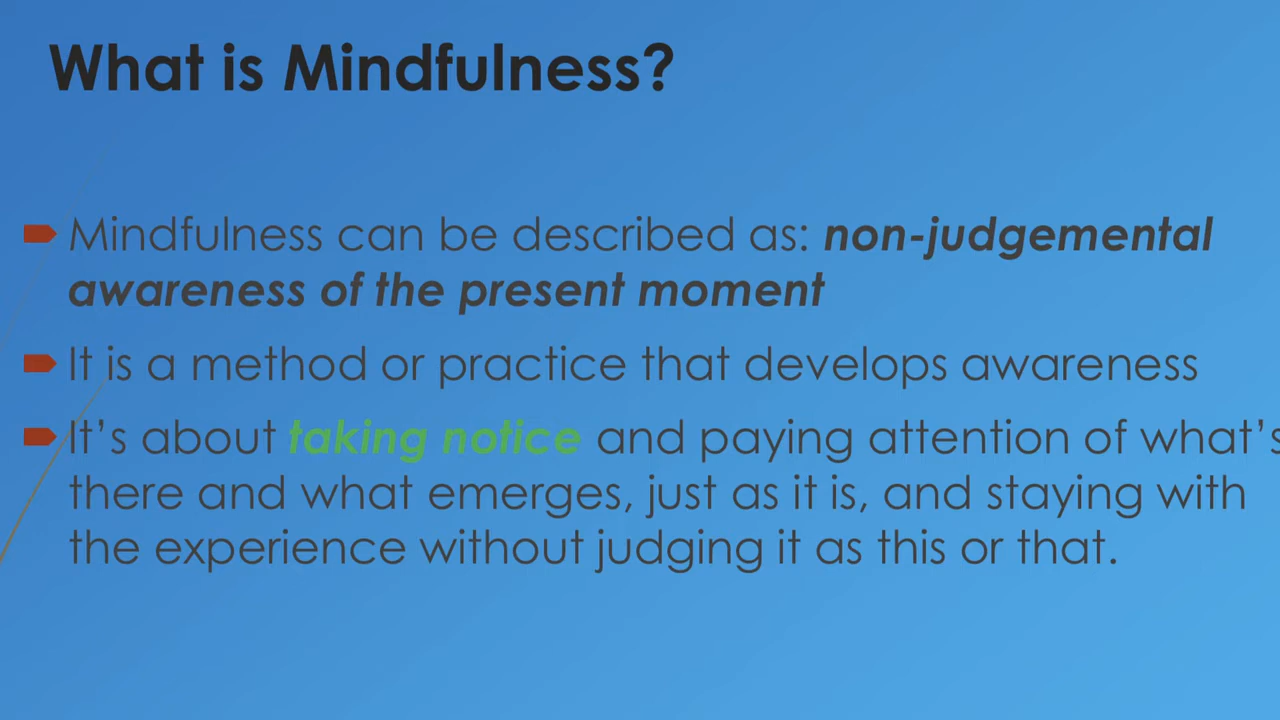 What is Mindfulness?
Mindfulness can be described as: non-judgemental
awareness of the present moment
It is a method or practice that develops awareness
It's about taking notice and paying attention of what's
there and what emerges, just as it is, and staying with
the experience without judging it as this or that.